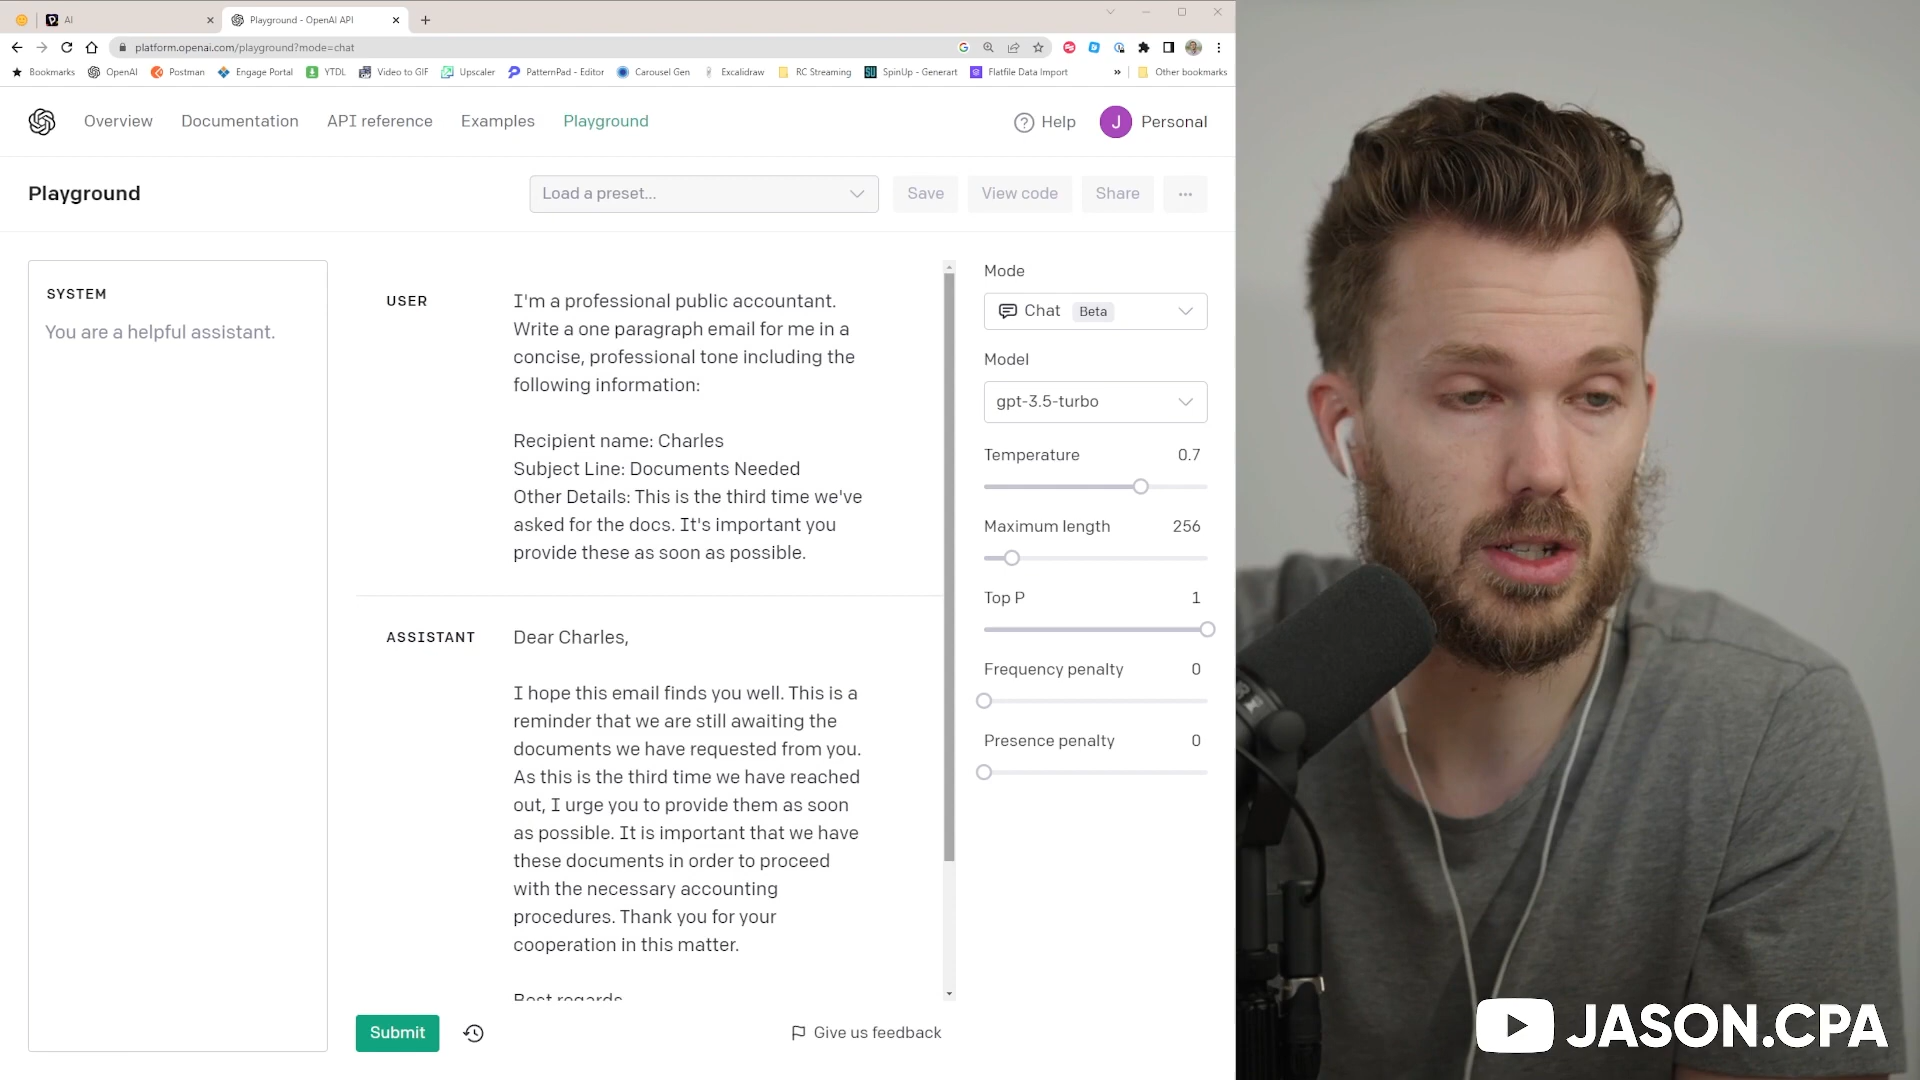 AI
Playground - OpenAI API
platform.openai.com/playground?mode=chat
Bookmarks OpenAI Postman Engage Portal YTDL Video to GIF Upscaler PatternPad - Editor Carousel Gen Excalidraw RC Streaming SpinUp - Generart Flatfile Data Import » Other bookmarks
Overview Documentation API reference Examples Playground Help J Personal
Playground Load a preset... Save View code Share ...
SYSTEM
You are a helpful assistant.
USER
I'm a professional public accountant.
Write a one paragraph email for me in a
concise, professional tone including the
following information:
Recipient name: Charles
Subject Line: Documents Needed
Other Details: This is the third time we've
asked for the docs. It's important you
provide these as soon as possible.
ASSISTANT
Dear Charles,
I hope this email finds you well. This is a
reminder that we are still awaiting the
documents we have requested from you.
As this is the third time we have reached
out, I urge you to provide them as soon
as possible. It is important that we have
these documents in order to proceed
with the necessary accounting
procedures. Thank you for your
cooperation in this matter.
Best regards
Submit
Give us feedback
Mode
Chat Beta
Model
gpt-3.5-turbo
Temperature 0.7
Maximum length 256
Top P 1
Frequency penalty 0
Presence penalty 0
JASON.CPA